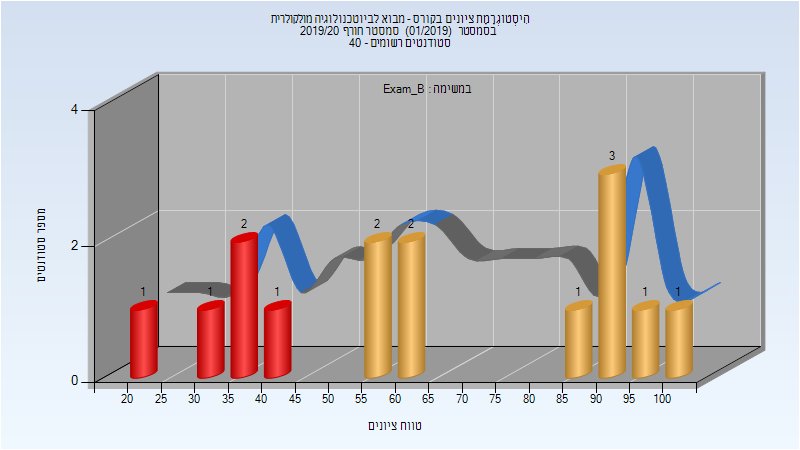 היסטוגרמת ציונים בקורס - מבוא לביוטכנולוגיה מולקולרית
בסמסטר (01/2019) סמסטר חורף 2019/20
סטודנטים רשומים - 40
במשימה : Exam_B
מספר סטודנטים
4
2
0
1
1
2
1
2
2
1
3
1
1
20 25 30 35 40 45 50 55 60 65 70 75 80 85 90 95 100
טווח ציונים